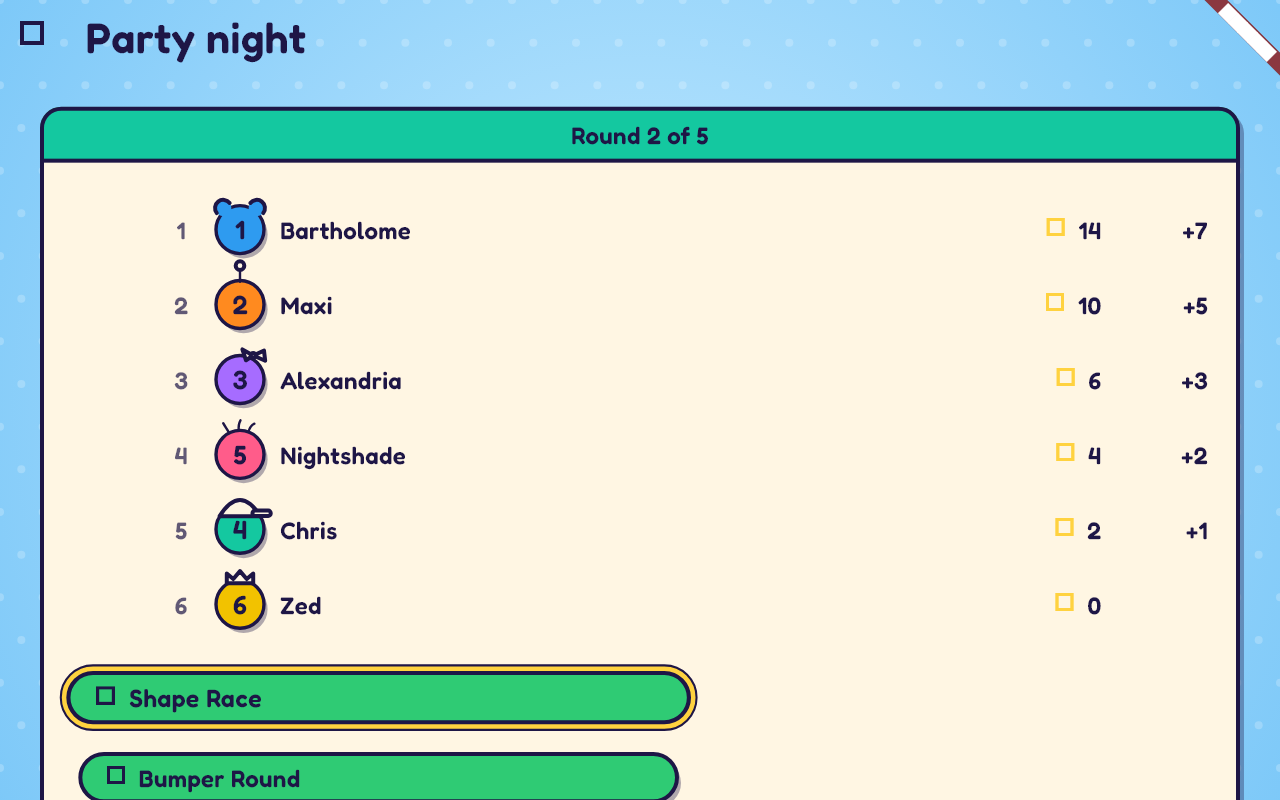 Party night
Round 2 of 5
1 1 Bartholome 14 +7
2 2 Maxi 10 +5
3 3 Alexandria 6 +3
4 5 Nightshade 4 +2
5 4 Chris 2 +1
6 6 Zed 0
Shape Race
Bumper Round